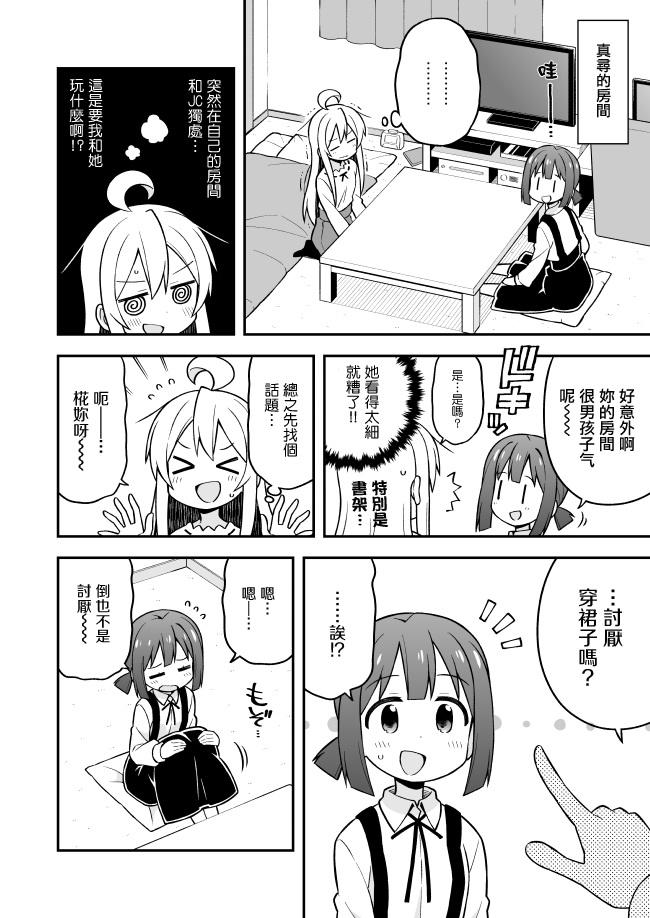 真尋的房間
哇——…
………
………
突然在自己的房間
和JC獨處…
這是要我和她
玩什麼啊!?
好意外啊
妳的房間
很男孩子气
呢～～
ドキッ
是…是嗎？
她看得太細
就糟了!!
特別是
書架…
總之先找個
話題…
呃——…
椛妳呀～～
…討厭
穿裙子嗎？
……誒!?
嗯…
嗯——…
倒也不是
討厭～～
もぞ…